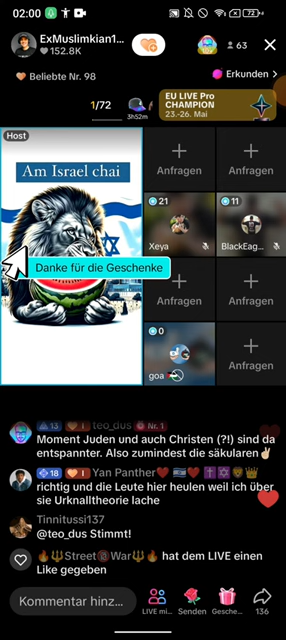 02:00
72
ExMuslimkian1...
152.8K
63
Beliebte Nr. 98
Erkunden >
1/72
3h52m
EU LIVE Pro
CHAMPION
23.-26. Mai
Host
Am Israel chai
Anfragen
Anfragen
21
Xeya
11
BlackEag...
Danke für die Geschenke
Anfragen
Anfragen
0
goa
Anfragen
13 teo_dus Nr. 1
Moment Juden und auch Christen (?!) sind da
entspannter. Also zumindest die säkularen✌🏻
18 Yan Panther
richtig und die Leute hier heulen weil ich über
sie Urknalltheorie lache
Tinnitussi137
@teo_dus Stimmt!
🔥🔱Street🔞War🔱🔥 hat dem LIVE einen
Like gegeben
Kommentar hinz...
LIVE mi...
Senden
Gesche...
136